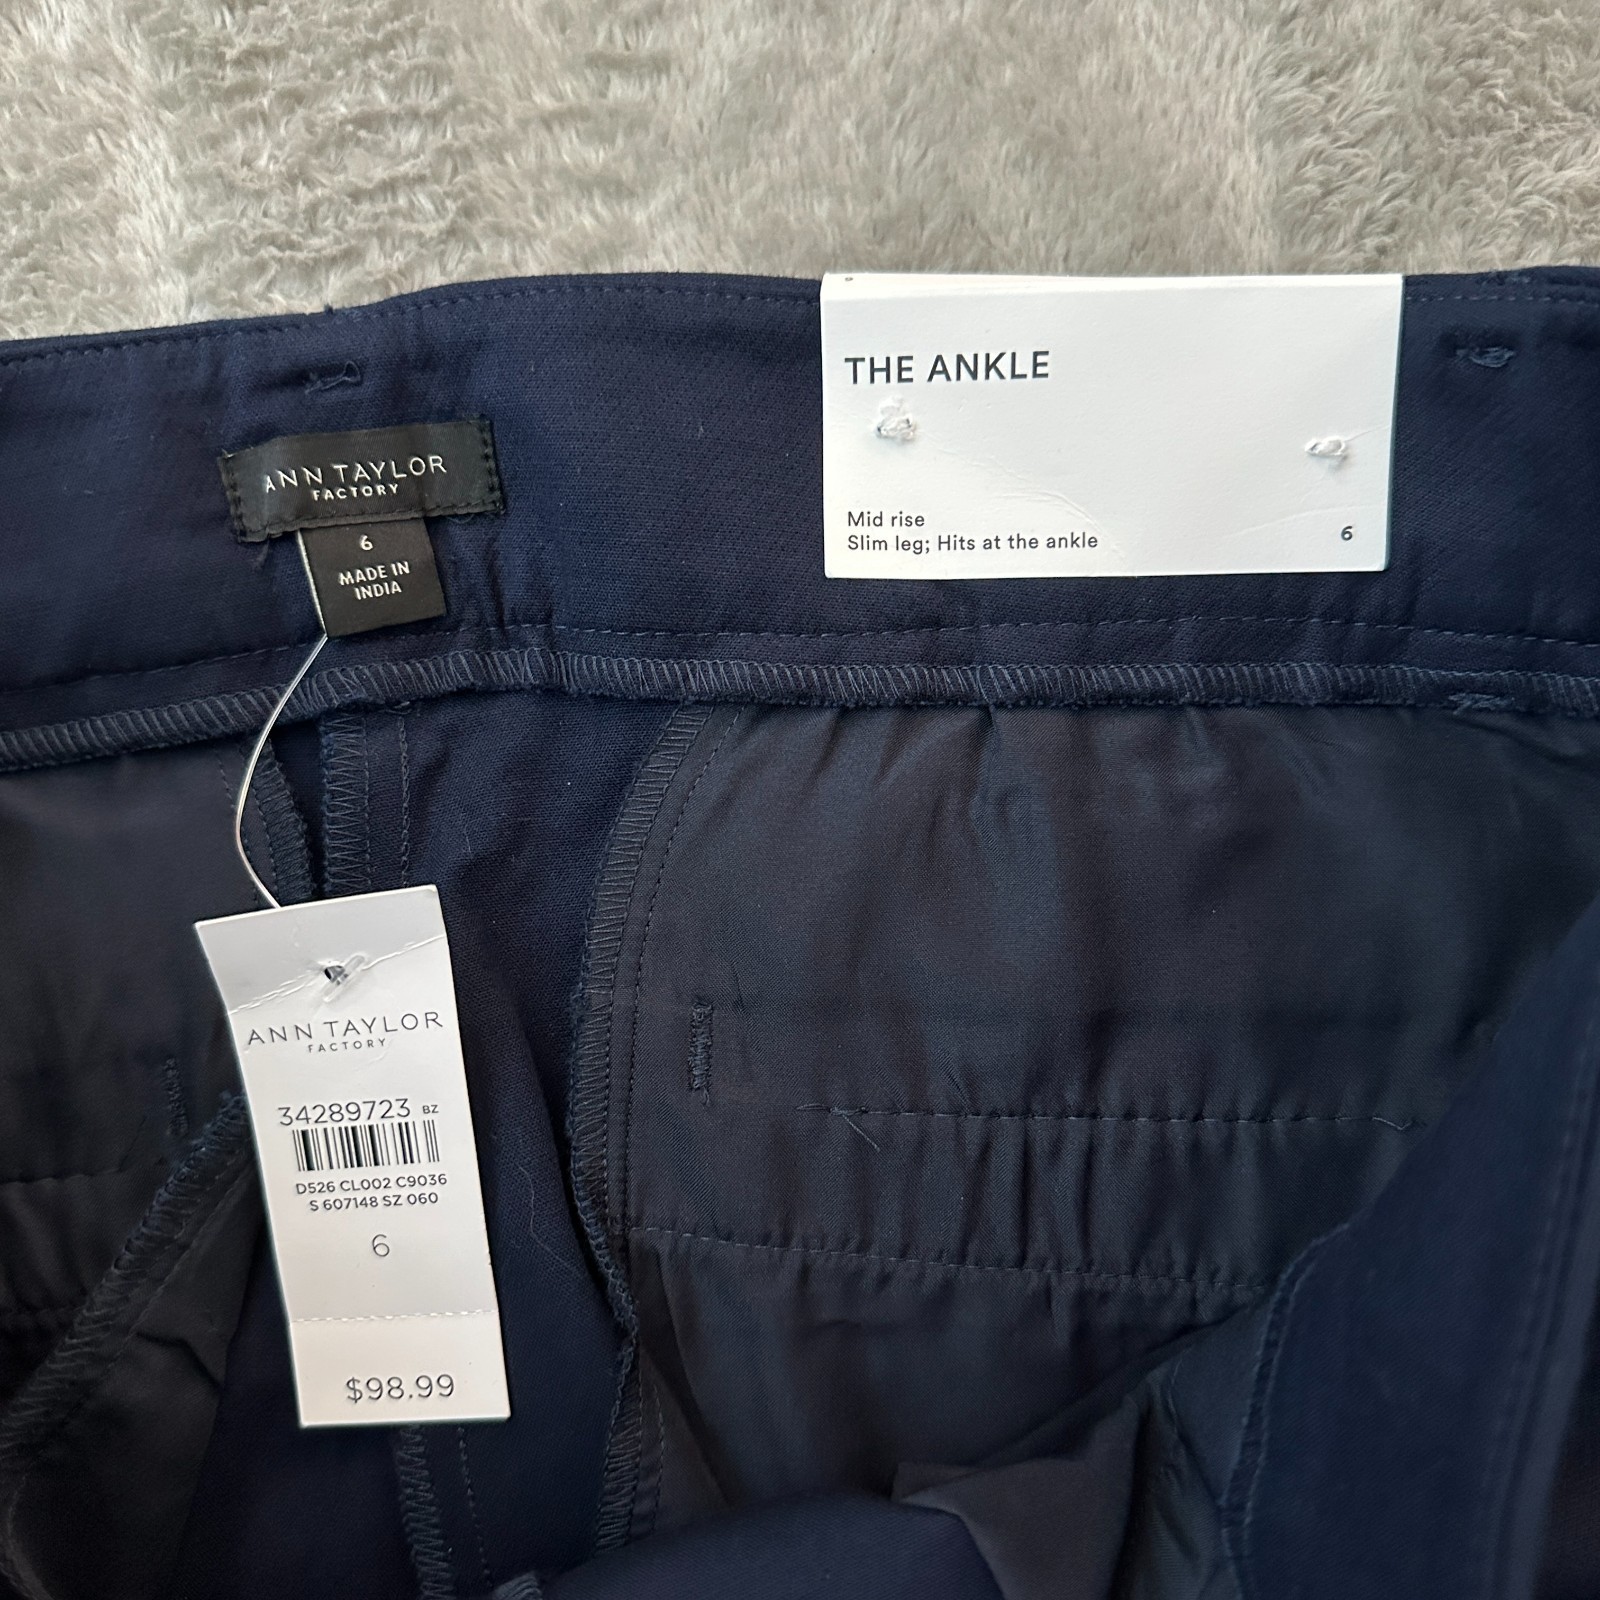 THE ANKLE
Mid rise
Slim leg; Hits at the ankle
6
ANN TAYLOR
FACTORY
6
MADE IN
INDIA
ANN TAYLOR
FACTORY
34289723 BZ
D526 CL002 C9036
S 607148 SZ 060
6
$98.99